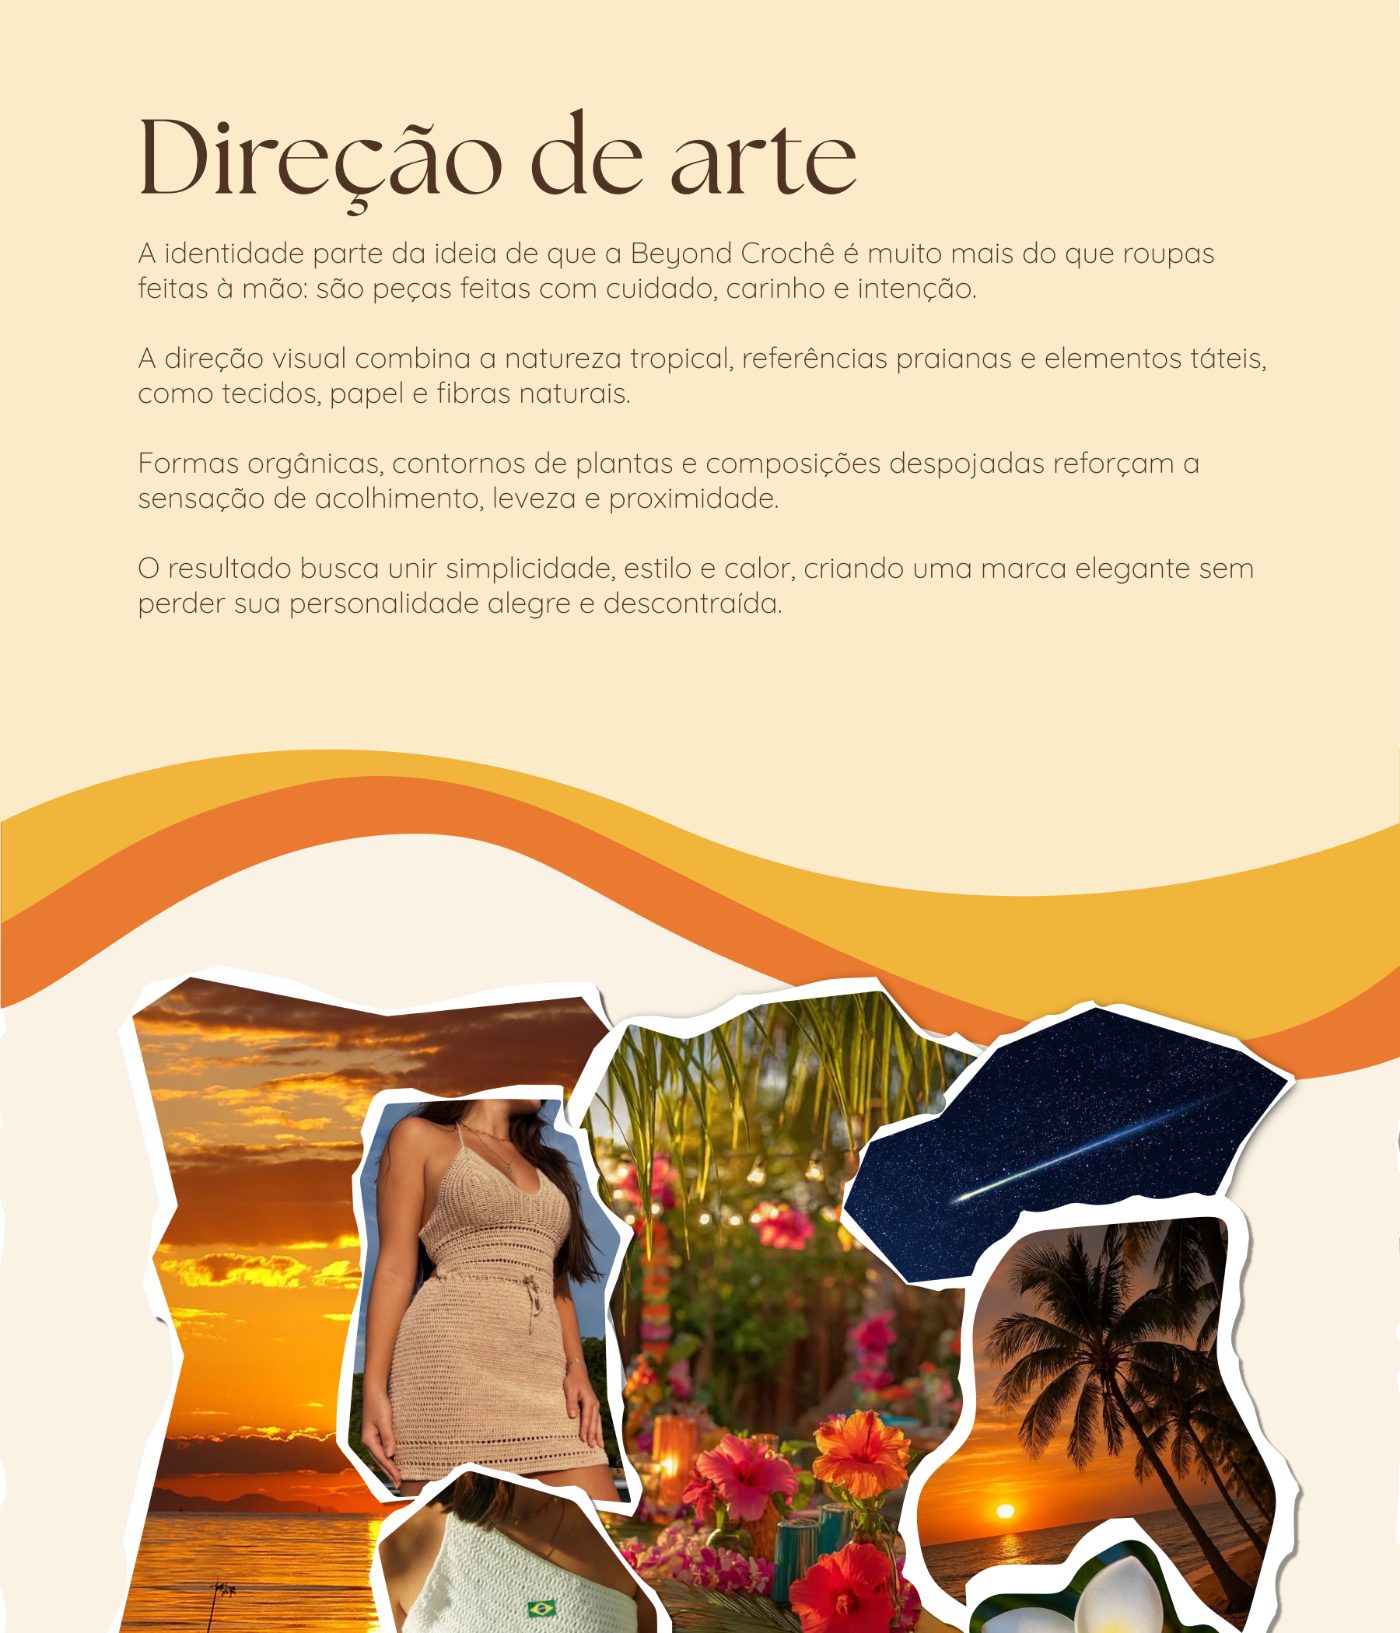 Direção de arte
A identidade parte da ideia de que a Beyond Crochê é muito mais do que roupas
feitas à mão: são peças feitas com cuidado, carinho e intenção.
A direção visual combina a natureza tropical, referências praianas e elementos táteis,
como tecidos, papel e fibras naturais.
Formas orgânicas, contornos de plantas e composições despojadas reforçam a
sensação de acolhimento, leveza e proximidade.
O resultado busca unir simplicidade, estilo e calor, criando uma marca elegante sem
perder sua personalidade alegre e descontraída.